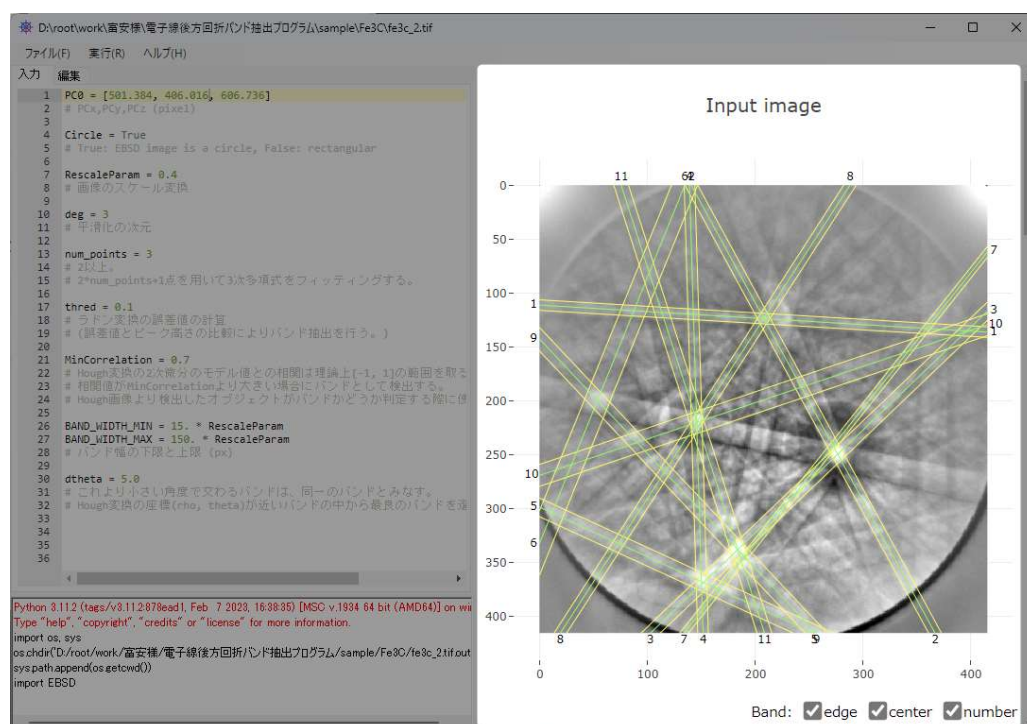 D:\root\work\富安様\電子線後方回折バンド抽出プログラム\sample\Fe3C\fe3c_2.tif
ファイル(F) 実行(R) ヘルプ(H)
入力 編集
1 PC0 = [501.384, 406.016, 606.736]
2 # PCx,PCy,PCz (pixel)
3
4 Circle = True
5 # True: EBSD image is a circle, False: rectangular
6
7 RescaleParam = 0.4
8 # 画像のスケール変換
9
10 deg = 3
11 # 平滑化の次元
12
13 num_points = 3
14 # 2以上。
15 # 2*num_points+1点を用いて3次多項式をフィッティングする。
16
17 thred = 0.1
18 # ラドン変換の誤差値の計算
19 # (誤差値とピーク高さの比較によりバンド抽出を行う。)
20
21 MinCorrelation = 0.7
22 # Hough変換の2次微分のモデル値との相関は理論上[-1, 1]の範囲を取る
23 # 相関値がMinCorrelationより大きい場合にバンドとして検出する。
24 # Hough画像より検出したオブジェクトがバンドかどうか判定する際に使
25
26 BAND_WIDTH_MIN = 15. * RescaleParam
27 BAND_WIDTH_MAX = 150. * RescaleParam
28 # バンド幅の下限と上限 (px)
29
30 dtheta = 5.0
31 # これより小さい角度で交わるバンドは、同一のバンドとみなす。
32 # Hough変換の座標(rho, theta)が近いバンドの中から最良のバンドを選
33
34
35
36
Python 3.11.2 (tags/v3.11.2:878ead1, Feb 7 2023, 16:38:35) [MSC v.1934 64 bit (AMD64)] on wi
Type "help", "copyright", "credits" or "license" for more information.
import os, sys
os.chdir('D:/root/work/富安様/電子線後方回折バンド抽出プログラム/sample/Fe3C/fe3c_2.tif.out
sys.path.append(os.getcwd())
import EBSD
Input image
11 8
0
50
7
100
1 3
10
150 9 1
200
250
10
300
5
6
350
400
8 3 7 4 11 2
0 100 200 300 400
Band: edge center number